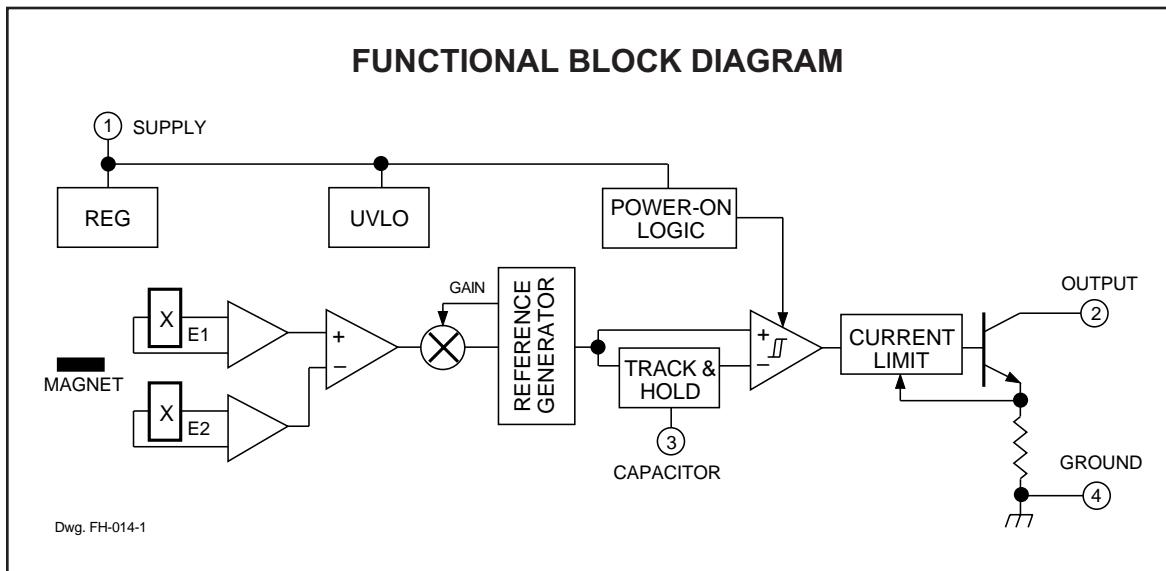 FUNCTIONAL BLOCK DIAGRAM
1 SUPPLY
REG
UVLO
POWER-ON
LOGIC
X
E1
MAGNET
X
E2
+
−
GAIN
REFERENCE
GENERATOR
TRACK &
HOLD
3
CAPACITOR
+
−
CURRENT
LIMIT
OUTPUT
2
GROUND
4
Dwg. FH-014-1